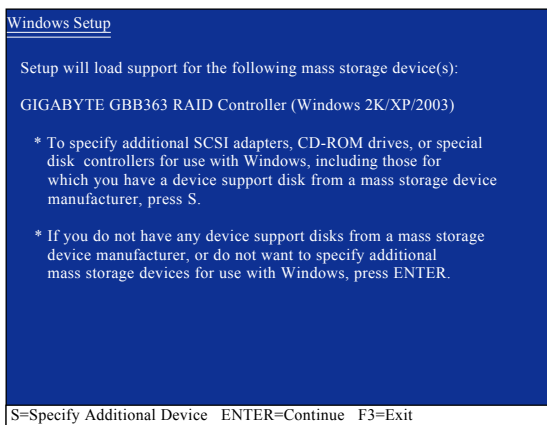 Windows Setup
Setup will load support for the following mass storage device(s):
GIGABYTE GBB363 RAID Controller (Windows 2K/XP/2003)
* To specify additional SCSI adapters, CD-ROM drives, or special
disk controllers for use with Windows, including those for
which you have a device support disk from a mass storage device
manufacturer, press S.
* If you do not have any device support disks from a mass storage
device manufacturer, or do not want to specify additional
mass storage devices for use with Windows, press ENTER.
S=Specify Additional Device ENTER=Continue F3=Exit